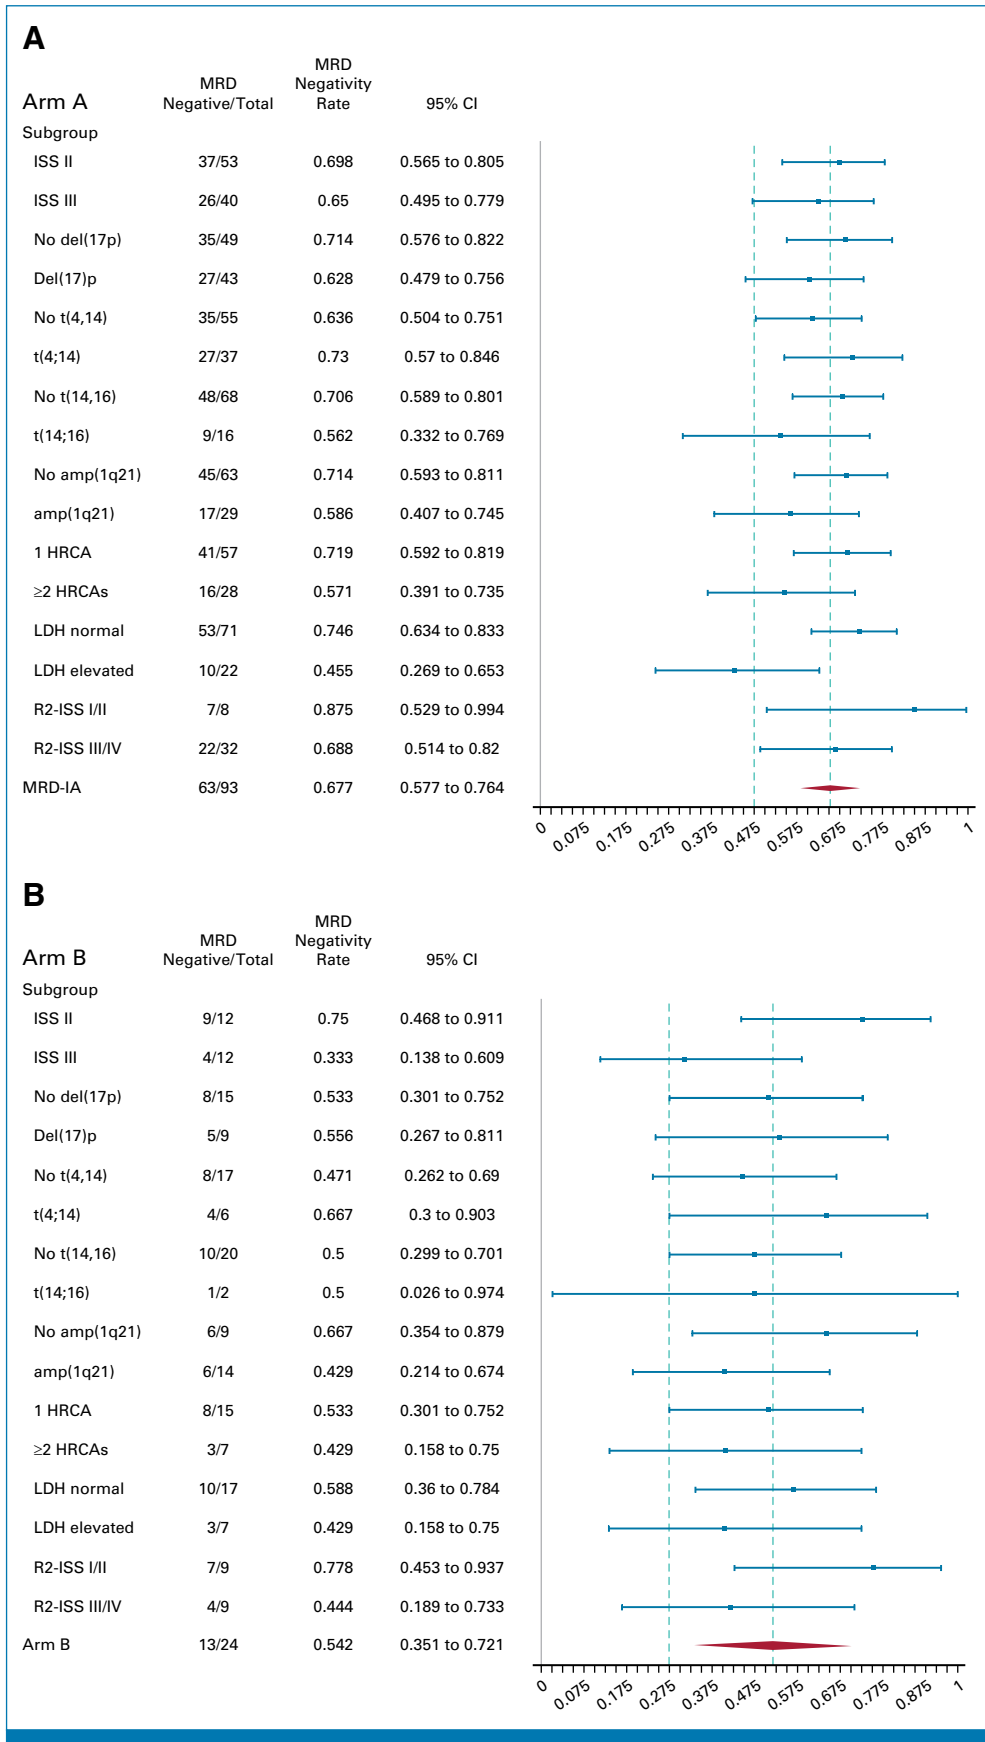 A
Arm A
MRD Negative/Total
MRD Negativity Rate
95% CI
Subgroup
ISS II 37/53 0.698 0.565 to 0.805
ISS III 26/40 0.65 0.495 to 0.779
No del(17p) 35/49 0.714 0.576 to 0.822
Del(17)p 27/43 0.628 0.479 to 0.756
No t(4,14) 35/55 0.636 0.504 to 0.751
t(4;14) 27/37 0.73 0.57 to 0.846
No t(14,16) 48/68 0.706 0.589 to 0.801
t(14;16) 9/16 0.562 0.332 to 0.769
No amp(1q21) 45/63 0.714 0.593 to 0.811
amp(1q21) 17/29 0.586 0.407 to 0.745
1 HRCA 41/57 0.719 0.592 to 0.819
≥2 HRCAs 16/28 0.571 0.391 to 0.735
LDH normal 53/71 0.746 0.634 to 0.833
LDH elevated 10/22 0.455 0.269 to 0.653
R2-ISS I/II 7/8 0.875 0.529 to 0.994
R2-ISS III/IV 22/32 0.688 0.514 to 0.82
MRD-IA 63/93 0.677 0.577 to 0.764
0 0.075 0.175 0.275 0.375 0.475 0.575 0.675 0.775 0.875 1
B
Arm B
MRD Negative/Total
MRD Negativity Rate
95% CI
Subgroup
ISS II 9/12 0.75 0.468 to 0.911
ISS III 4/12 0.333 0.138 to 0.609
No del(17p) 8/15 0.533 0.301 to 0.752
Del(17)p 5/9 0.556 0.267 to 0.811
No t(4,14) 8/17 0.471 0.262 to 0.69
t(4;14) 4/6 0.667 0.3 to 0.903
No t(14,16) 10/20 0.5 0.299 to 0.701
t(14;16) 1/2 0.5 0.026 to 0.974
No amp(1q21) 6/9 0.667 0.354 to 0.879
amp(1q21) 6/14 0.429 0.214 to 0.674
1 HRCA 8/15 0.533 0.301 to 0.752
≥2 HRCAs 3/7 0.429 0.158 to 0.75
LDH normal 10/17 0.588 0.36 to 0.784
LDH elevated 3/7 0.429 0.158 to 0.75
R2-ISS I/II 7/9 0.778 0.453 to 0.937
R2-ISS III/IV 4/9 0.444 0.189 to 0.733
Arm B 13/24 0.542 0.351 to 0.721
0 0.075 0.175 0.275 0.375 0.475 0.575 0.675 0.775 0.875 1